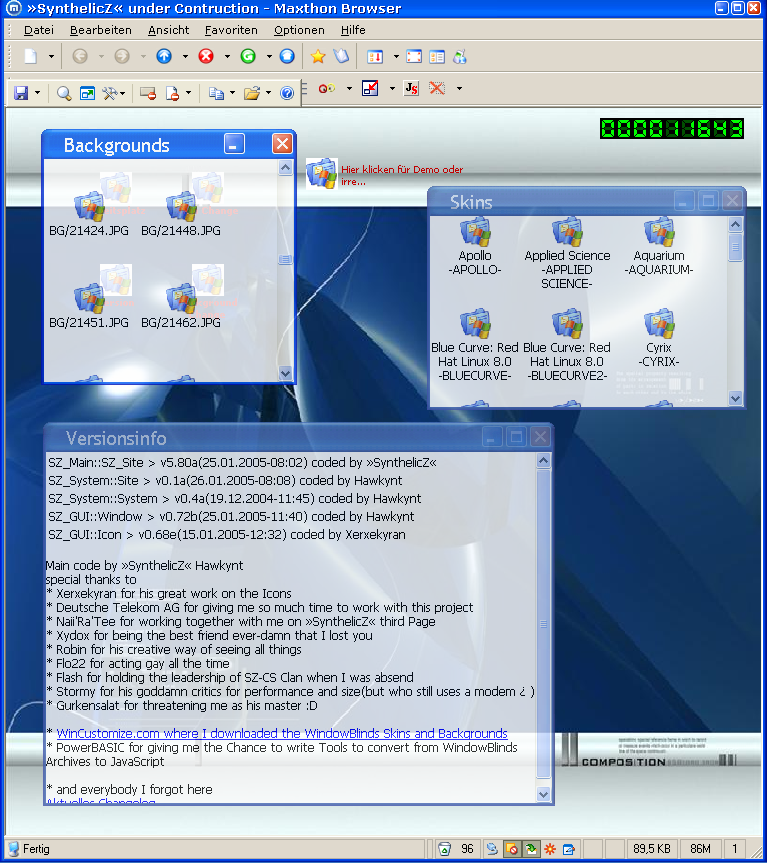 »SynthelicZ« under Contruction - Maxthon Browser
Datei Bearbeiten Ansicht Favoriten Optionen Hilfe
000011643
Backgrounds
Hier klicken für Demo oder
irre...
BG/21424.JPG BG/21448.JPG
BG/21451.JPG BG/21462.JPG
Skins
Apollo
-APOLLO-
Applied Science
-APPLIED
SCIENCE-
Aquarium
-AQUARIUM-
Blue Curve: Red
Hat Linux 8.0
-BLUECURVE-
Blue Curve: Red
Hat Linux 8.0
-BLUECURVE2-
Cyrix
-CYRIX-
Versionsinfo
SZ_Main::SZ_Site > v5.80a(25.01.2005-08:02) coded by »SynthelicZ«
SZ_System::Site > v0.1a(26.01.2005-08:08) coded by Hawkynt
SZ_System::System > v0.4a(19.12.2004-11:45) coded by Hawkynt
SZ_GUI::Window > v0.72b(25.01.2005-11:40) coded by Hawkynt
SZ_GUI::Icon > v0.68e(15.01.2005-12:32) coded by Xerxekyran
Main code by »SynthelicZ« Hawkynt
special thanks to
* Xerxekyran for his great work on the Icons
* Deutsche Telekom AG for giving me so much time to work with this project
* Naii'Ra'Tee for working together with me on »SynthelicZ« third Page
* Xydox for being the best friend ever-damn that I lost you
* Robin for his creative way of seeing all things
* Flo22 for acting gay all the time
* Flash for holding the leadership of SZ-CS Clan when I was absend
* Stormy for his goddamn critics for performance and size(but who still uses a modem ¿ )
* Gurkensalat for threatening me as his master :D
* WinCustomize.com where I downloaded the WindowBlinds Skins and Backgrounds
* PowerBASIC for giving me the Chance to write Tools to convert from WindowBlinds
Archives to JavaScript
* and everybody I forgot here
Aktuelles Changelog
COMPOSITION
Fertig
96
89,5 KB
86M
1